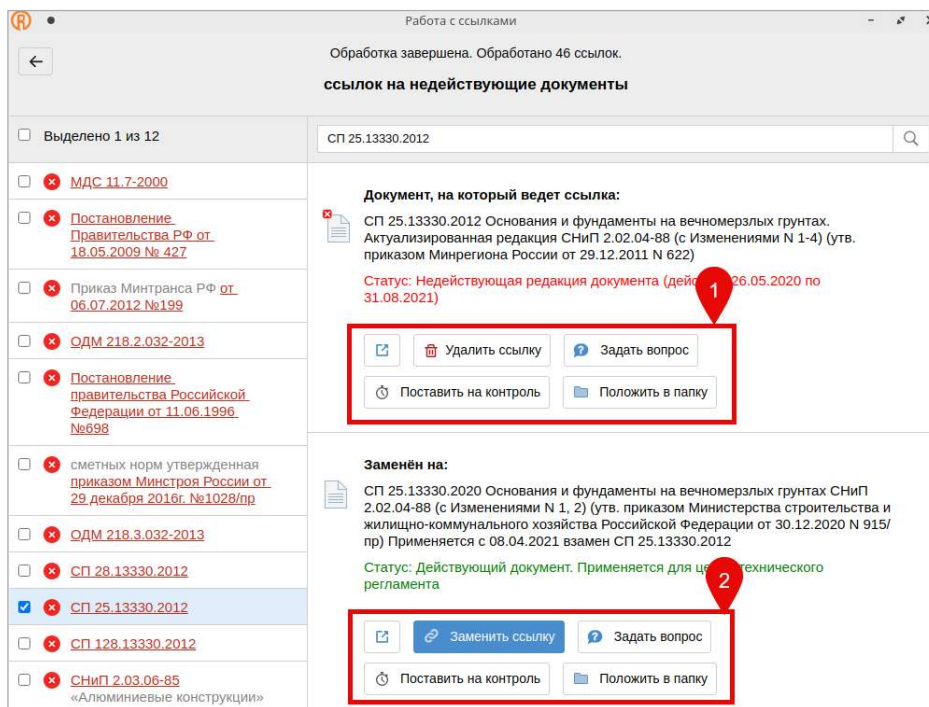 Работа с ссылками
Обработка завершена. Обработано 46 ссылок.
ссылок на недействующие документы
Выделено 1 из 12
СП 25.13330.2012
МДС 11.7-2000
Постановление
Правительства РФ от
18.05.2009 № 427
Приказ Минтранса РФ от
06.07.2012 №199
ОДМ 218.2.032-2013
Постановление
правительства Российской
Федерации от 11.06.1996
№698
сметных норм утвержденная
приказом Минстроя России от
29 декабря 2016г. №1028/пр
ОДМ 218.3.032-2013
СП 28.13330.2012
СП 25.13330.2012
СП 128.13330.2012
СНиП 2.03.06-85
«Алюминиевые конструкции»
Документ, на который ведет ссылка:
СП 25.13330.2012 Основания и фундаменты на вечномерзлых грунтах.
Актуализированная редакция СНиП 2.02.04-88 (с Изменениями N 1-4) (утв.
приказом Минрегиона России от 29.12.2011 N 622)
Статус: Недействующая редакция документа 26.05.2020 по
31.08.2021)
1
Удалить ссылку
Задать вопрос
Поставить на контроль
Положить в папку
Заменён на:
СП 25.13330.2020 Основания и фундаменты на вечномерзлых грунтах СНиП
2.02.04-88 (с Изменениями N 1, 2) (утв. приказом Министерства строительства и
жилищно-коммунального хозяйства Российской Федерации от 30.12.2020 N 915/
пр) Применяется с 08.04.2021 взамен СП 25.13330.2012
Статус: Действующий документ. Применяется для технического
регламента
2
Заменить ссылку
Задать вопрос
Поставить на контроль
Положить в папку